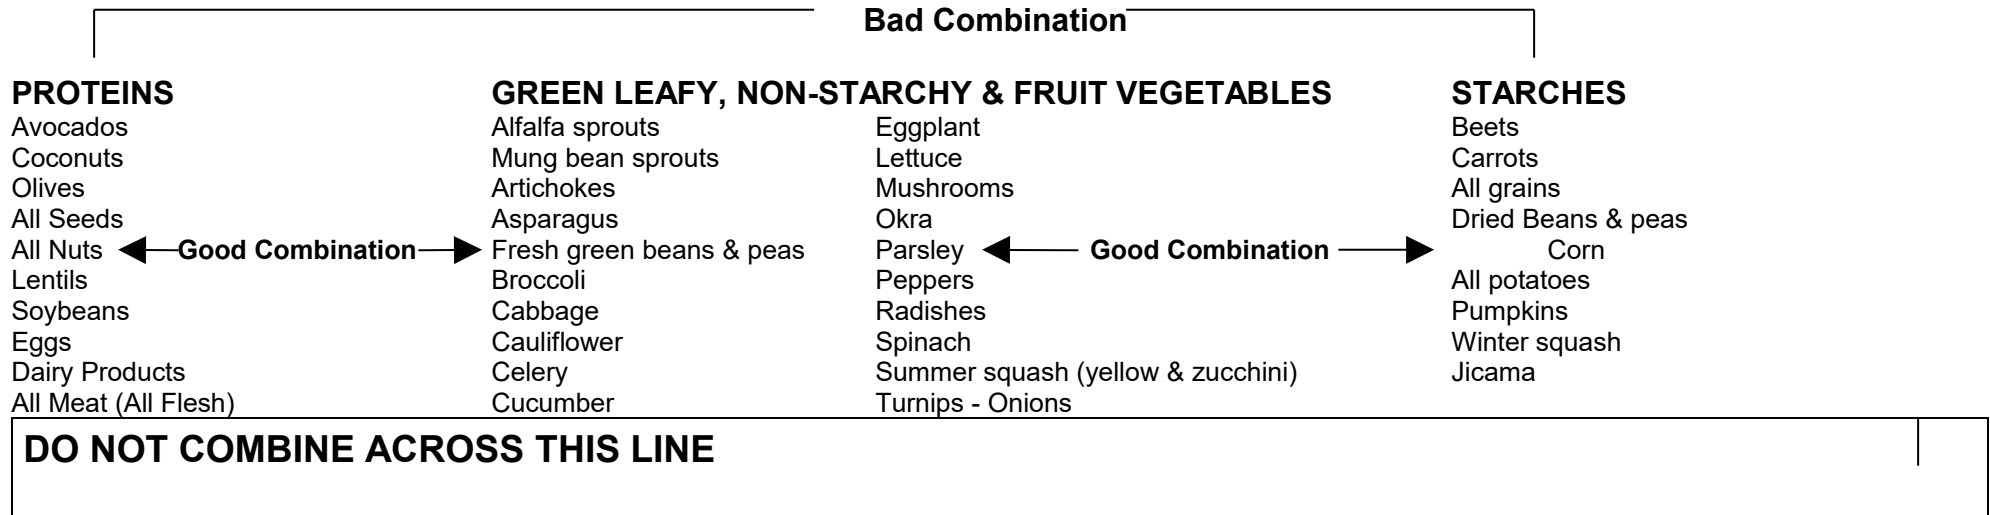 Bad Combination
PROTEINS GREEN LEAFY, NON-STARCHY & FRUIT VEGETABLES STARCHES
Avocados Alfalfa sprouts Eggplant Beets
Coconuts Mung bean sprouts Lettuce Carrots
Olives Artichokes Mushrooms All grains
All Seeds Asparagus Okra Dried Beans & peas
All Nuts Good Combination Fresh green beans & peas Parsley Good Combination Corn
Lentils Broccoli Peppers All potatoes
Soybeans Cabbage Radishes Pumpkins
Eggs Cauliflower Spinach Winter squash
Dairy Products Celery Summer squash (yellow & zucchini) Jicama
All Meat (All Flesh) Cucumber Turnips - Onions
DO NOT COMBINE ACROSS THIS LINE